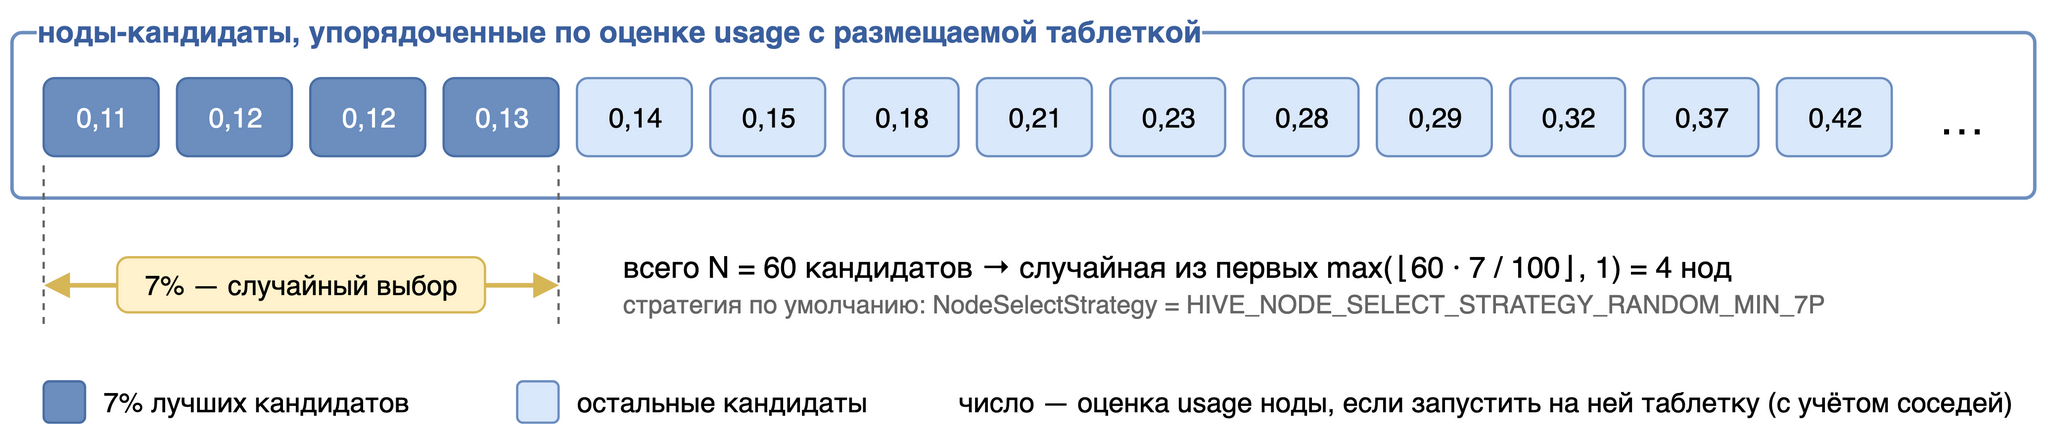 ноды-кандидаты, упорядоченные по оценке usage с размещаемой таблеткой
0,11 0,12 0,12 0,13 0,14 0,15 0,18 0,21 0,23 0,28 0,29 0,32 0,37 0,42 ...
7% — случайный выбор
всего N = 60 кандидатов → случайная из первых max(⌊60 · 7 / 100⌋, 1) = 4 нод
стратегия по умолчанию: NodeSelectStrategy = HIVE_NODE_SELECT_STRATEGY_RANDOM_MIN_7P
7% лучших кандидатов
остальные кандидаты
число — оценка usage ноды, если запустить на ней таблетку (с учётом соседей)